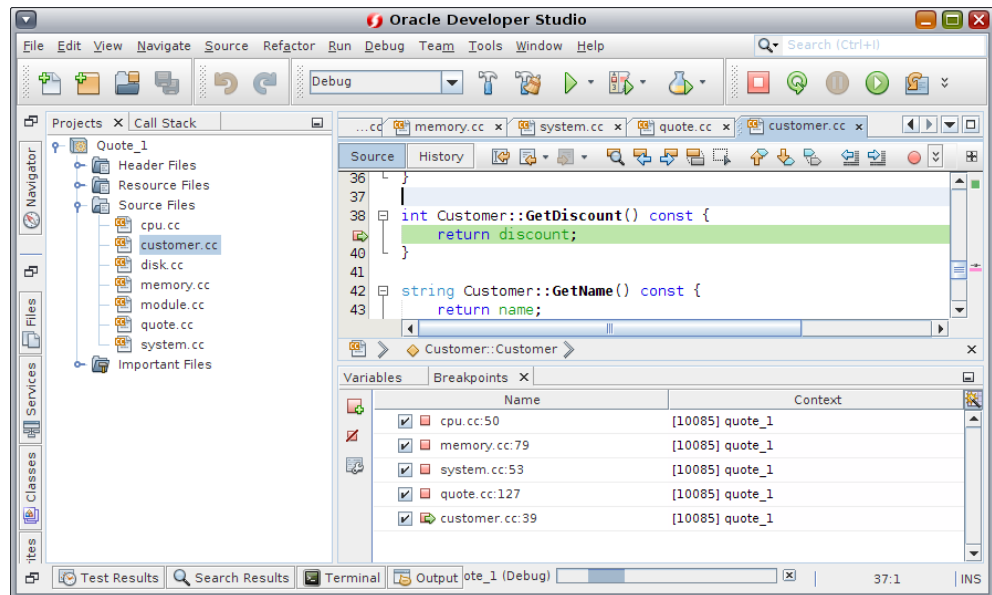 Oracle Developer Studio
File Edit View Navigate Source Refactor Run Debug Team Tools Window Help
Search (Ctrl+I)
Debug
Projects Call Stack
...cc memory.cc x system.cc x quote.cc x customer.cc x
Navigator
Files
Services
Classes
ites
Quote_1
Header Files
Resource Files
Source Files
cpu.cc
customer.cc
disk.cc
memory.cc
module.cc
quote.cc
system.cc
Important Files
Source History
36 }
37
38 int Customer::GetDiscount() const {
return discount;
40 }
41
42 string Customer::GetName() const {
43 return name;
Customer::Customer
Variables Breakpoints
Name Context
cpu.cc:50 [10085] quote_1
memory.cc:79 [10085] quote_1
system.cc:53 [10085] quote_1
quote.cc:127 [10085] quote_1
customer.cc:39 [10085] quote_1
Test Results Search Results Terminal Output ote_1 (Debug) 37:1 INS